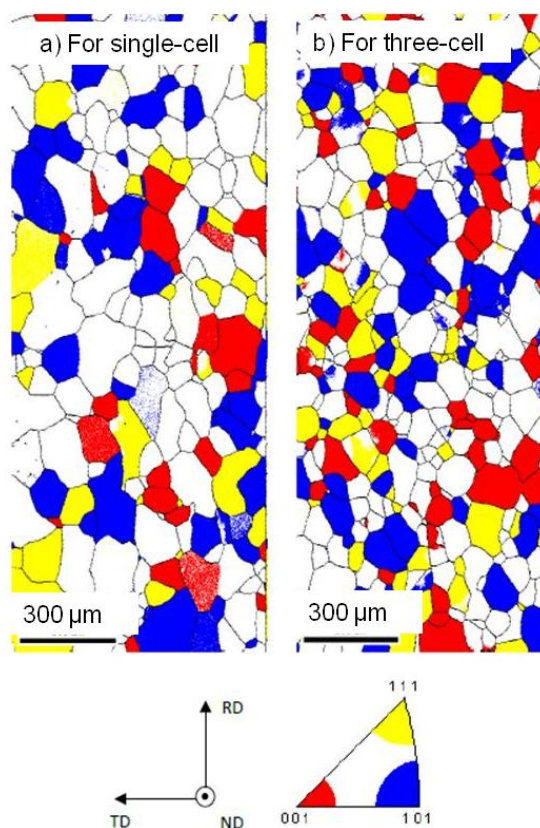 a) For single-cell
b) For three-cell
300 µm
300 µm
111
RD
TD
ND
001
101